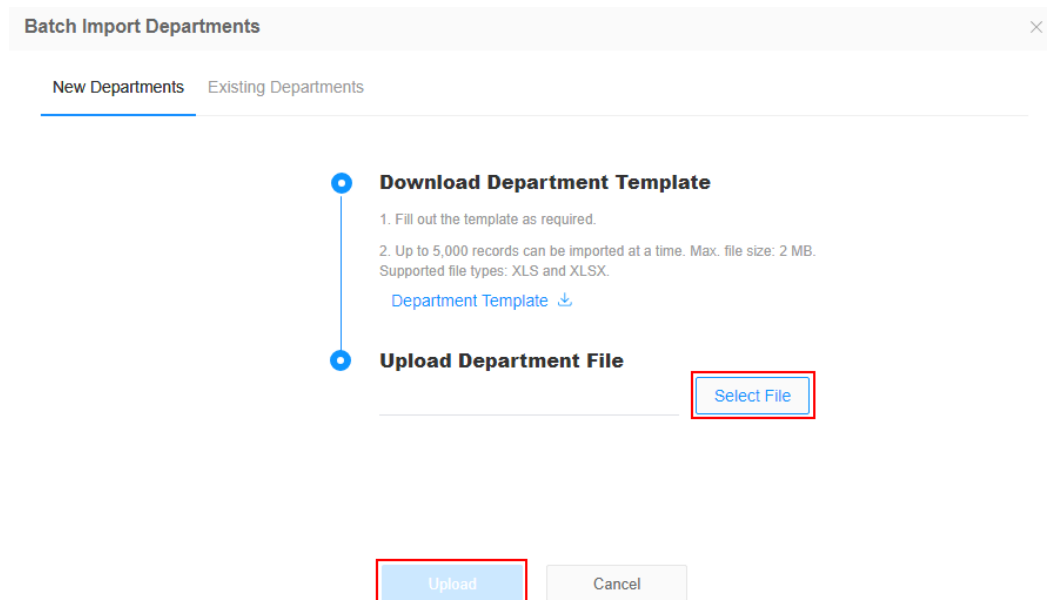 Batch Import Departments
New Departments Existing Departments
Download Department Template
1. Fill out the template as required.
2. Up to 5,000 records can be imported at a time. Max. file size: 2 MB.
Supported file types: XLS and XLSX.
Department Template
Upload Department File
Select File
Upload Cancel